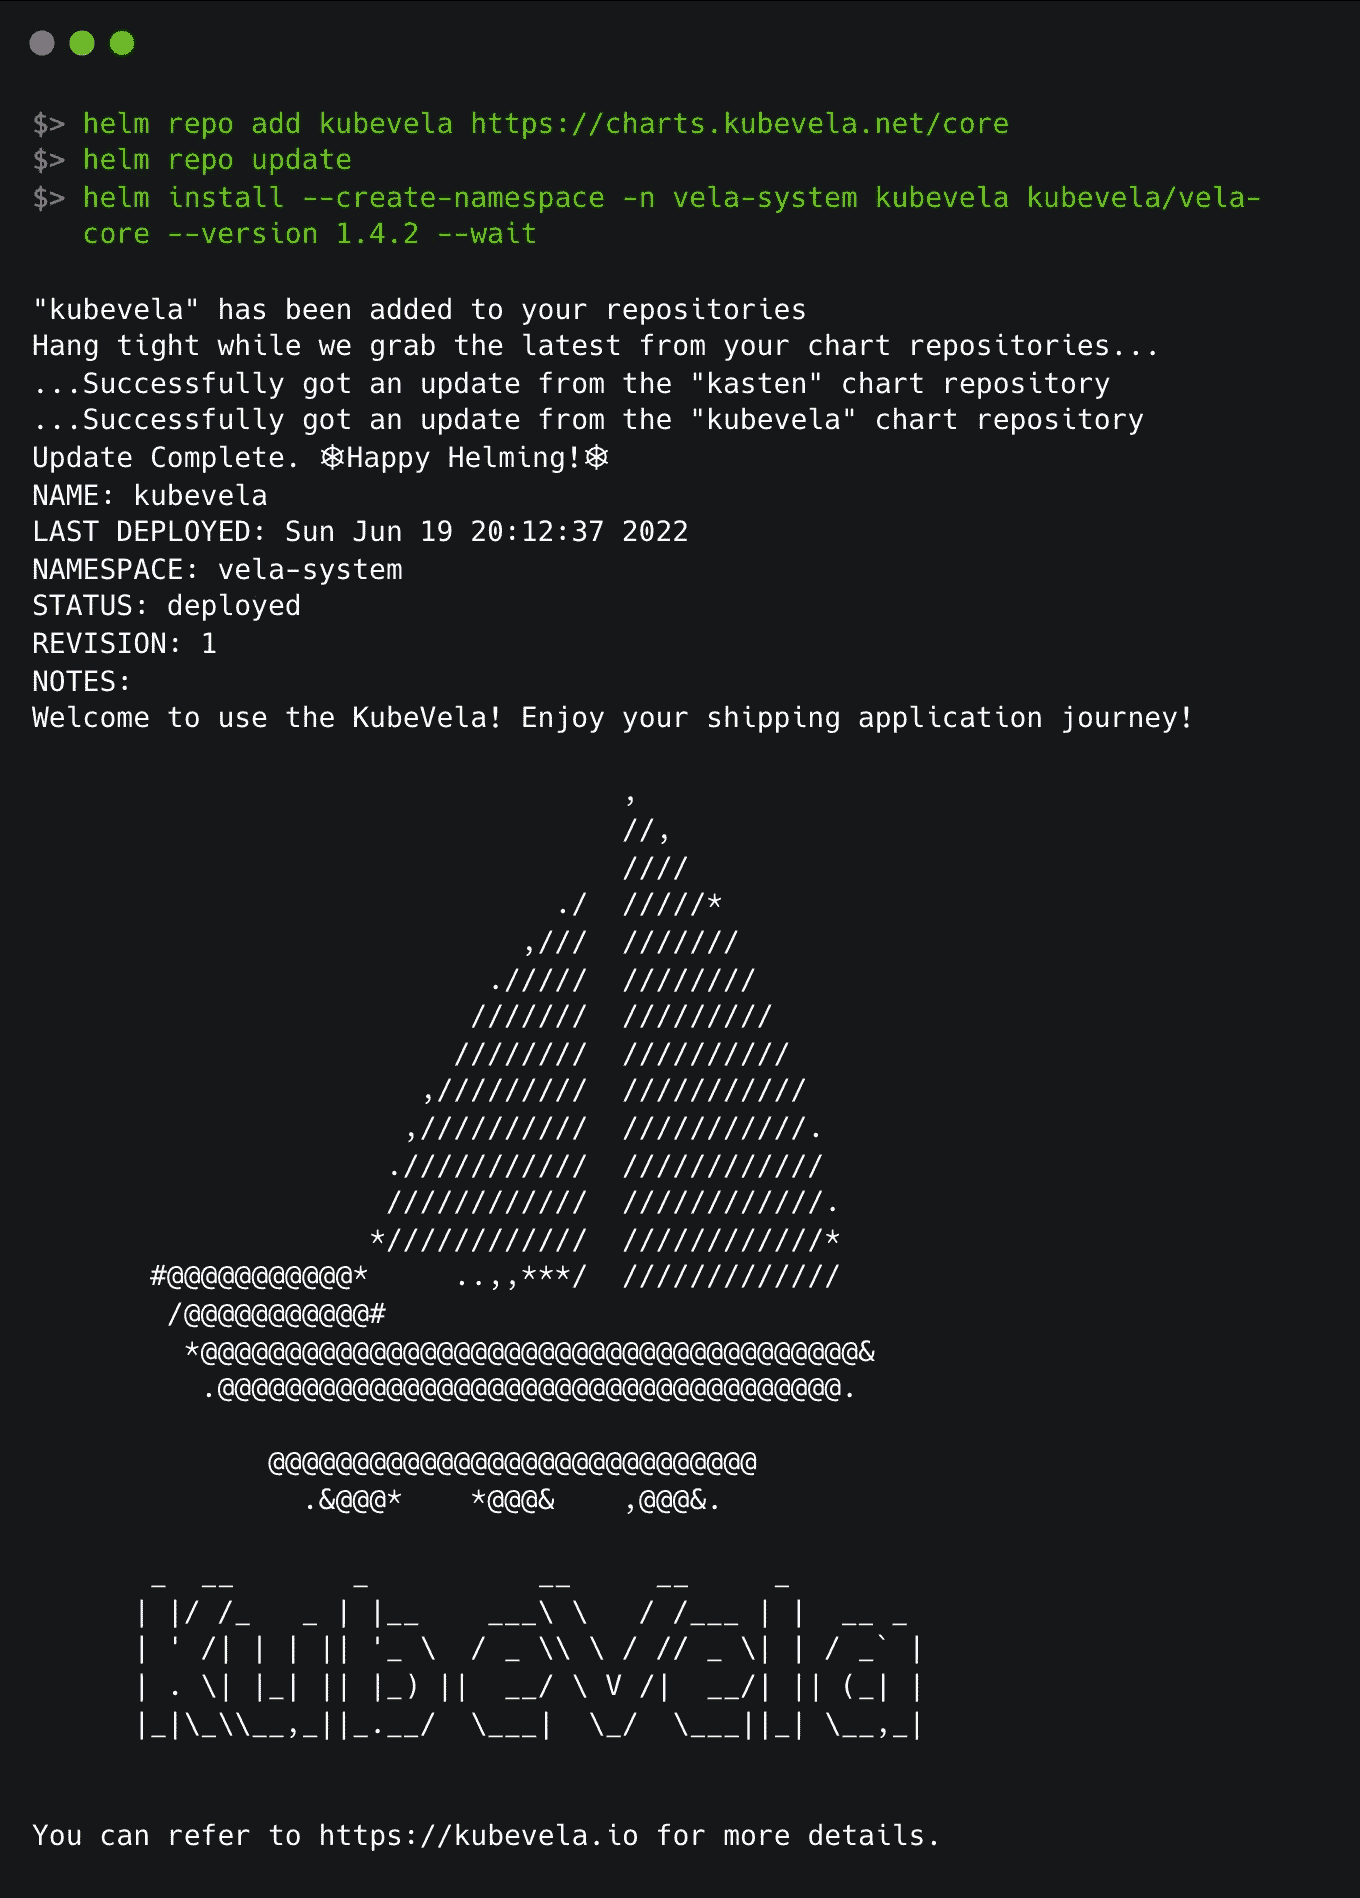 $> helm repo add kubevela https://charts.kubevela.net/core
$> helm repo update
$> helm install --create-namespace -n vela-system kubevela kubevela/vela-
   core --version 1.4.2 --wait

"kubevela" has been added to your repositories
Hang tight while we grab the latest from your chart repositories...
...Successfully got an update from the "kasten" chart repository
...Successfully got an update from the "kubevela" chart repository
Update Complete. ⎈Happy Helming!⎈
NAME: kubevela
LAST DEPLOYED: Sun Jun 19 20:12:37 2022
NAMESPACE: vela-system
STATUS: deployed
REVISION: 1
NOTES:
Welcome to use the KubeVela! Enjoy your shipping application journey!

                                   ,
                                   //,
                                   ////
                               ./  /////*
                             ,///  ///////
                           ./////  ////////
                          ///////  /////////
                         ////////  //////////
                       ,/////////  ///////////
                      ,//////////  ///////////.
                     .///////////  ////////////
                     ////////////  ////////////.
                    *////////////  ////////////*
       #@@@@@@@@@@@*     ..,,***/  /////////////
        /@@@@@@@@@@@#
         *@@@@@@@@@@@@@@@@@@@@@@@@@@@@@@@@@@@@@@@&
          .@@@@@@@@@@@@@@@@@@@@@@@@@@@@@@@@@@@@@.

              @@@@@@@@@@@@@@@@@@@@@@@@@@@@@
                .&@@@*    *@@@&    ,@@@&.

       _  __       _          __     __     _
      | |/ /_   _ | |__    ___\ \   / /___ | |  __ _
      | ' /| | | || '_ \  / _ \\ \ / // _ \| | / _` |
      | . \| |_| || |_) ||  __/ \ V /|  __/| || (_| |
      |_|\_\\__,_||_.__/  \___|  \_/  \___||_| \__,_|

You can refer to https://kubevela.io for more details.